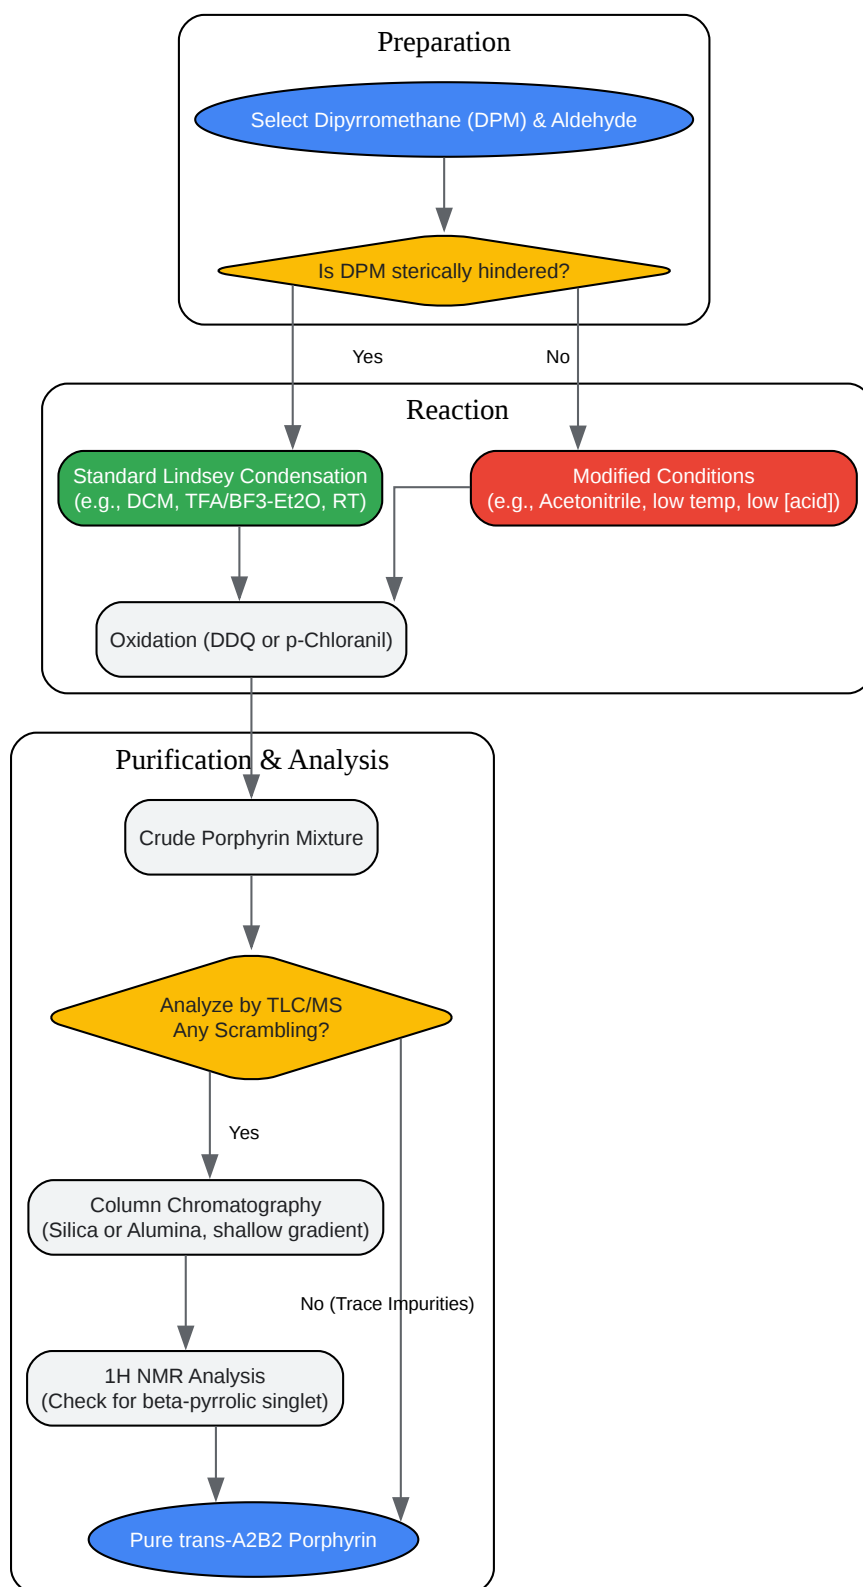 Preparation
Select Dipyrromethane (DPM) & Aldehyde
Is DPM sterically hindered?
Yes
No
Reaction
Standard Lindsey Condensation
(e.g., DCM, TFA/BF3-Et2O, RT)
Modified Conditions
(e.g., Acetonitrile, low temp, low [acid])
Oxidation (DDQ or p-Chloranil)
Purification & Analysis
Crude Porphyrin Mixture
Analyze by TLC/MS
Any Scrambling?
Yes
Column Chromatography
(Silica or Alumina, shallow gradient)
No (Trace Impurities)
1H NMR Analysis
(Check for beta-pyrrolic singlet)
Pure trans-A2B2 Porphyrin